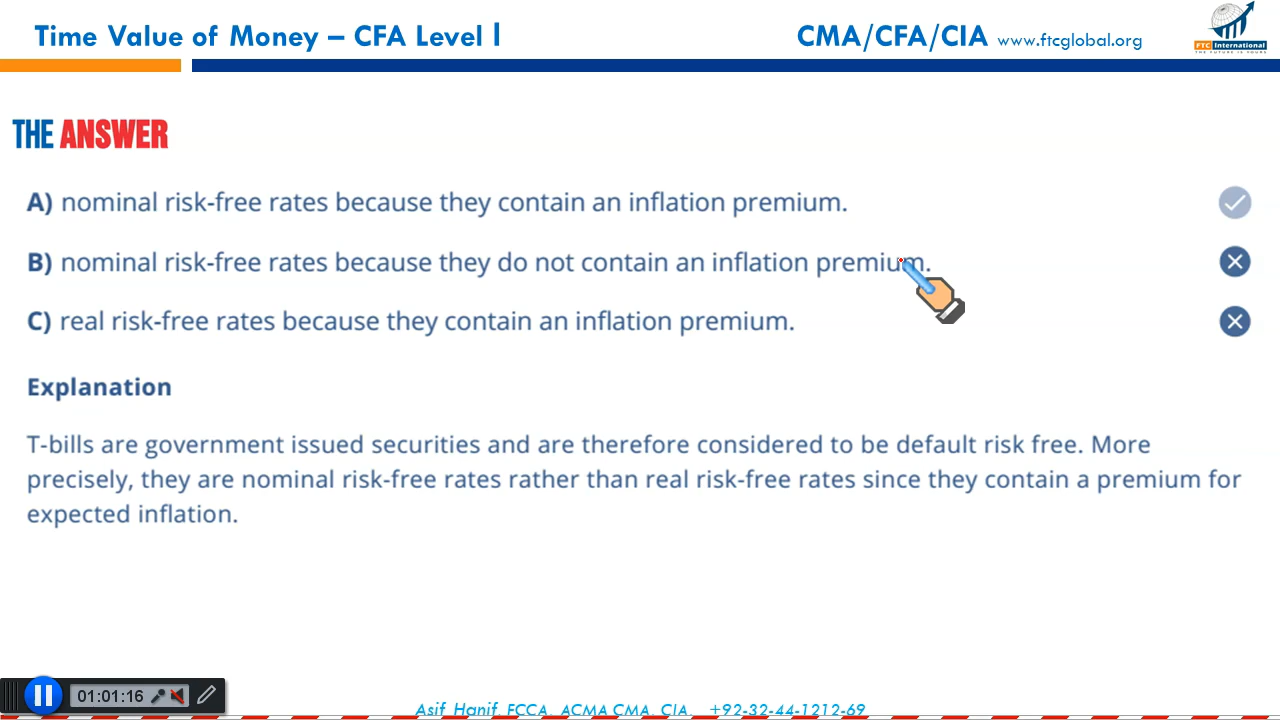 Time Value of Money – CFA Level I
CMA/CFA/CIA www.ftcglobal.org
FTC International
THE FUTURE IS YOURS
THE ANSWER
A) nominal risk-free rates because they contain an inflation premium.
B) nominal risk-free rates because they do not contain an inflation premium.
C) real risk-free rates because they contain an inflation premium.
Explanation
T-bills are government issued securities and are therefore considered to be default risk free. More
precisely, they are nominal risk-free rates rather than real risk-free rates since they contain a premium for
expected inflation.
01:01:16
Asif Hanif, FCCA, ACMA CMA, CIA, +92-32-44-1212-69